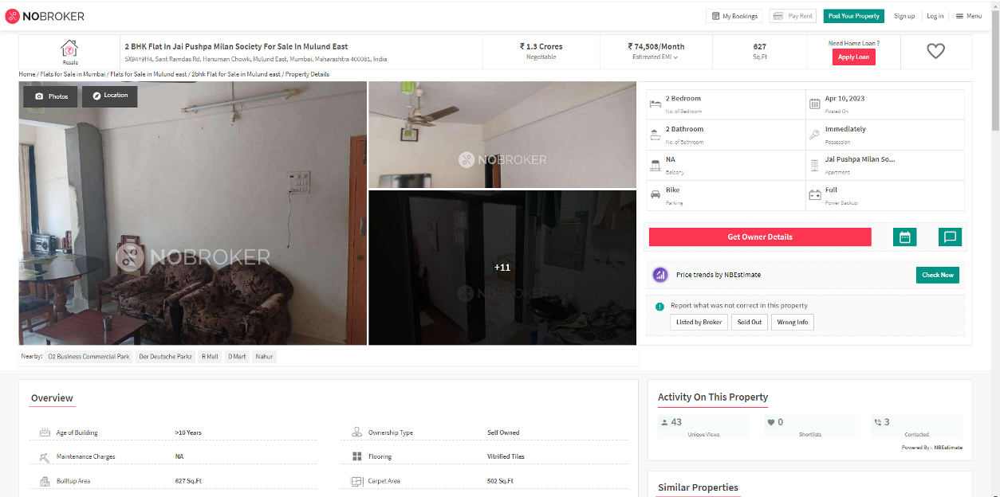 NOBROKER
My Bookings
Pay Rent
Post Your Property
Sign up
Log in
Menu
Resale
2 BHK Flat In Jai Pushpa Milan Society For Sale In Mulund East
5X94+9H4, Sant Ramdas Rd, Hanuman Chowk, Mulund East, Mumbai, Maharashtra 400081, India
₹ 1.3 Crores
Negotiable
₹ 74,508/Month
Estimated EMI
627
Sq.Ft
Need Home Loan ?
Apply Loan
Home / Flats for Sale in Mumbai / Flats for Sale in Mulund east / 2bhk Flat for Sale in Mulund east / Property Details
Photos
Location
NOBROKER
NOBROKER
+11
NOBROKER
2 Bedroom
No. of Bedroom
Apr 10, 2023
Posted On
2 Bathroom
No. of Bathroom
Immediately
Possession
NA
Balcony
Jai Pushpa Milan So...
Apartment
Bike
Parking
Full
Power Backup
Get Owner Details
Price trends by NBEstimate
Check Now
Report what was not correct in this property
Listed by Broker
Sold Out
Wrong Info
Nearby:
O2 Business Commercial Park
Der Deutsche Parkz
R Mall
D Mart
Nahur
Overview
Age of Building
>10 Years
Ownership Type
Self Owned
Maintenance Charges
NA
Flooring
Vitrified Tiles
Builtup Area
627 Sq.Ft
Carpet Area
502 Sq.Ft
Activity On This Property
43
Unique Views
0
Shortlists
3
Contacted
Powered By : NBEstimate
Similar Properties